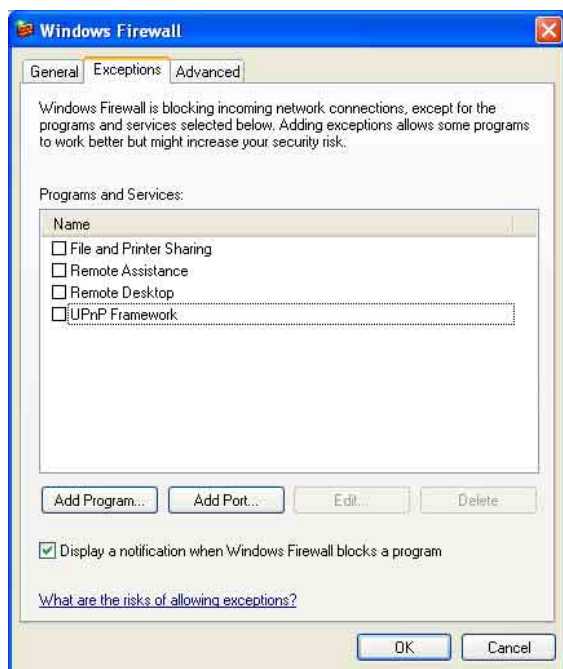 Windows Firewall
General Exceptions Advanced
Windows Firewall is blocking incoming network connections, except for the
programs and services selected below. Adding exceptions allows some programs
to work better but might increase your security risk.
Programs and Services:
Name
File and Printer Sharing
Remote Assistance
Remote Desktop
UPnP Framework
Add Program... Add Port... Edit... Delete
Display a notification when Windows Firewall blocks a program
What are the risks of allowing exceptions?
OK Cancel